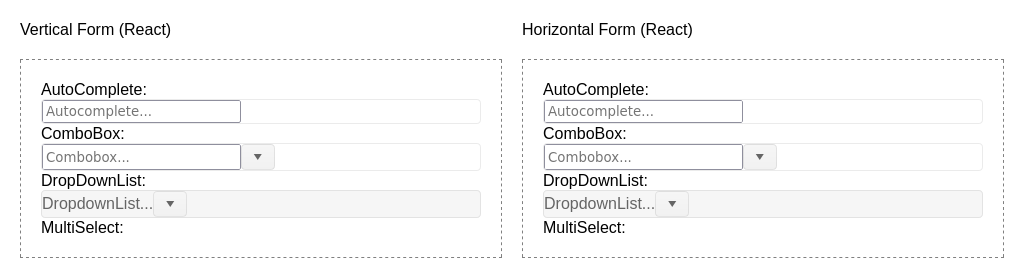 Vertical Form (React)
AutoComplete:
Autocomplete...
ComboBox:
Combobox...
DropDownList:
DropdownList...
MultiSelect:
Horizontal Form (React)
AutoComplete:
Autocomplete...
ComboBox:
Combobox...
DropDownList:
DropdownList...
MultiSelect: